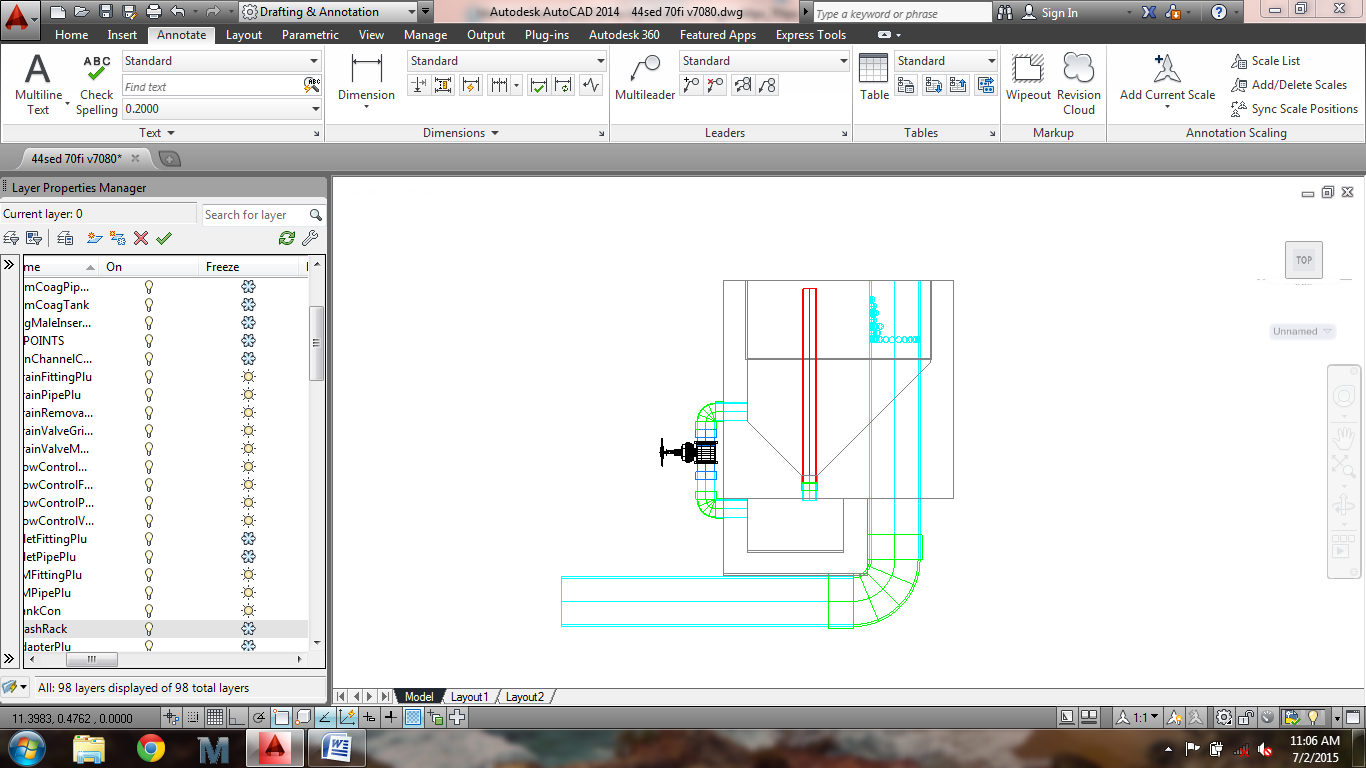 Drafting & Annotation
Autodesk AutoCAD 2014 44sed 70fi v7080.dwg
Type a keyword or phrase
Sign In
Home Insert Annotate Layout Parametric View Manage Output Plug-ins Autodesk 360 Featured Apps Express Tools
A
Multiline Text
ABC
Check Spelling
Standard
Find text
0.2000
Dimension
Standard
Multileader
Standard
Table
Standard
Wipeout
Revision Cloud
Add Current Scale
Scale List
Add/Delete Scales
Sync Scale Positions
Text Dimensions Leaders Tables Markup Annotation Scaling
44sed 70fi v7080*
Layer Properties Manager
Current layer: 0
Search for layer
me On Freeze
mCoagPip...
mCoagTank
gMaleInser...
POINTS
nChannelC...
ainFittingPlu
ainPipePlu
ainRemova...
ainValveGri...
ainValveM...
owControl...
owControlF...
owControlP...
owControlV...
letFittingPlu
letPipePlu
MFittingPlu
MPipePlu
ankCon
ashRack
dapterPlu
All: 98 layers displayed of 98 total layers
TOP
Unnamed
Model Layout1 Layout2
11.3983, 0.4762 , 0.0000
1:1
11:06 AM
7/2/2015